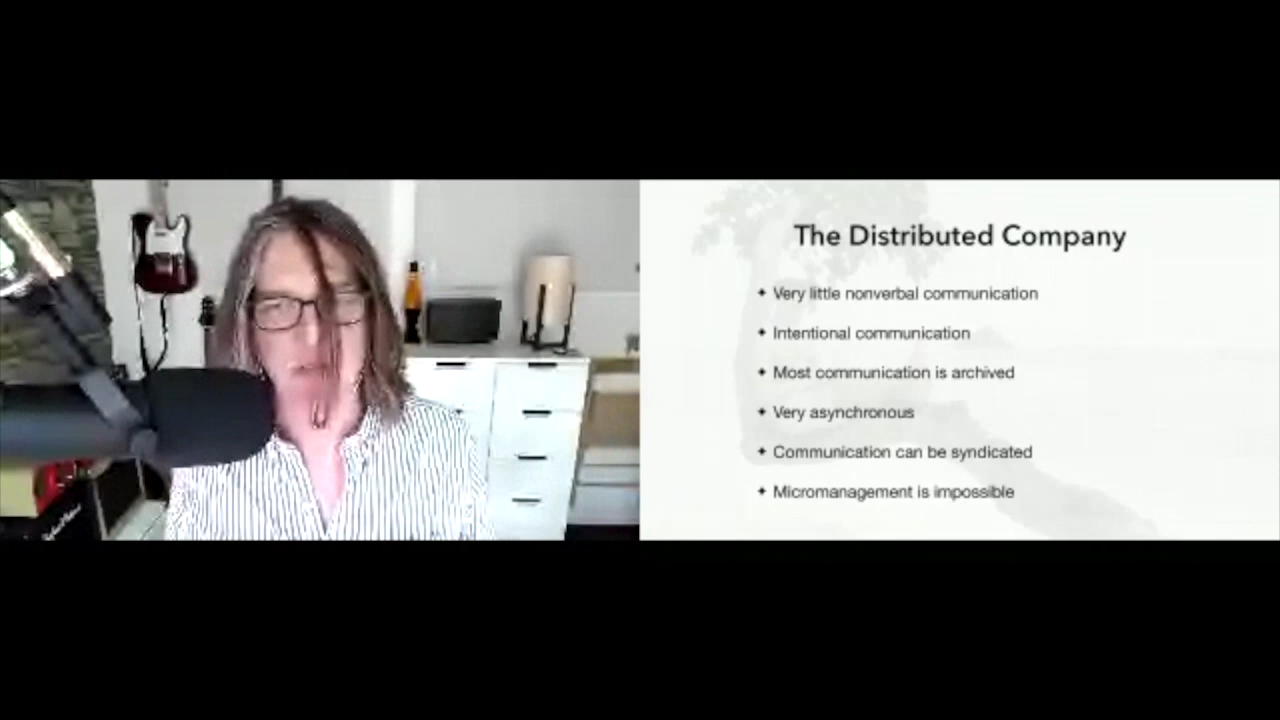 The Distributed Company
✦ Very little nonverbal communication
✦ Intentional communication
✦ Most communication is archived
✦ Very asynchronous
✦ Communication can be syndicated
✦ Micromanagement is impossible